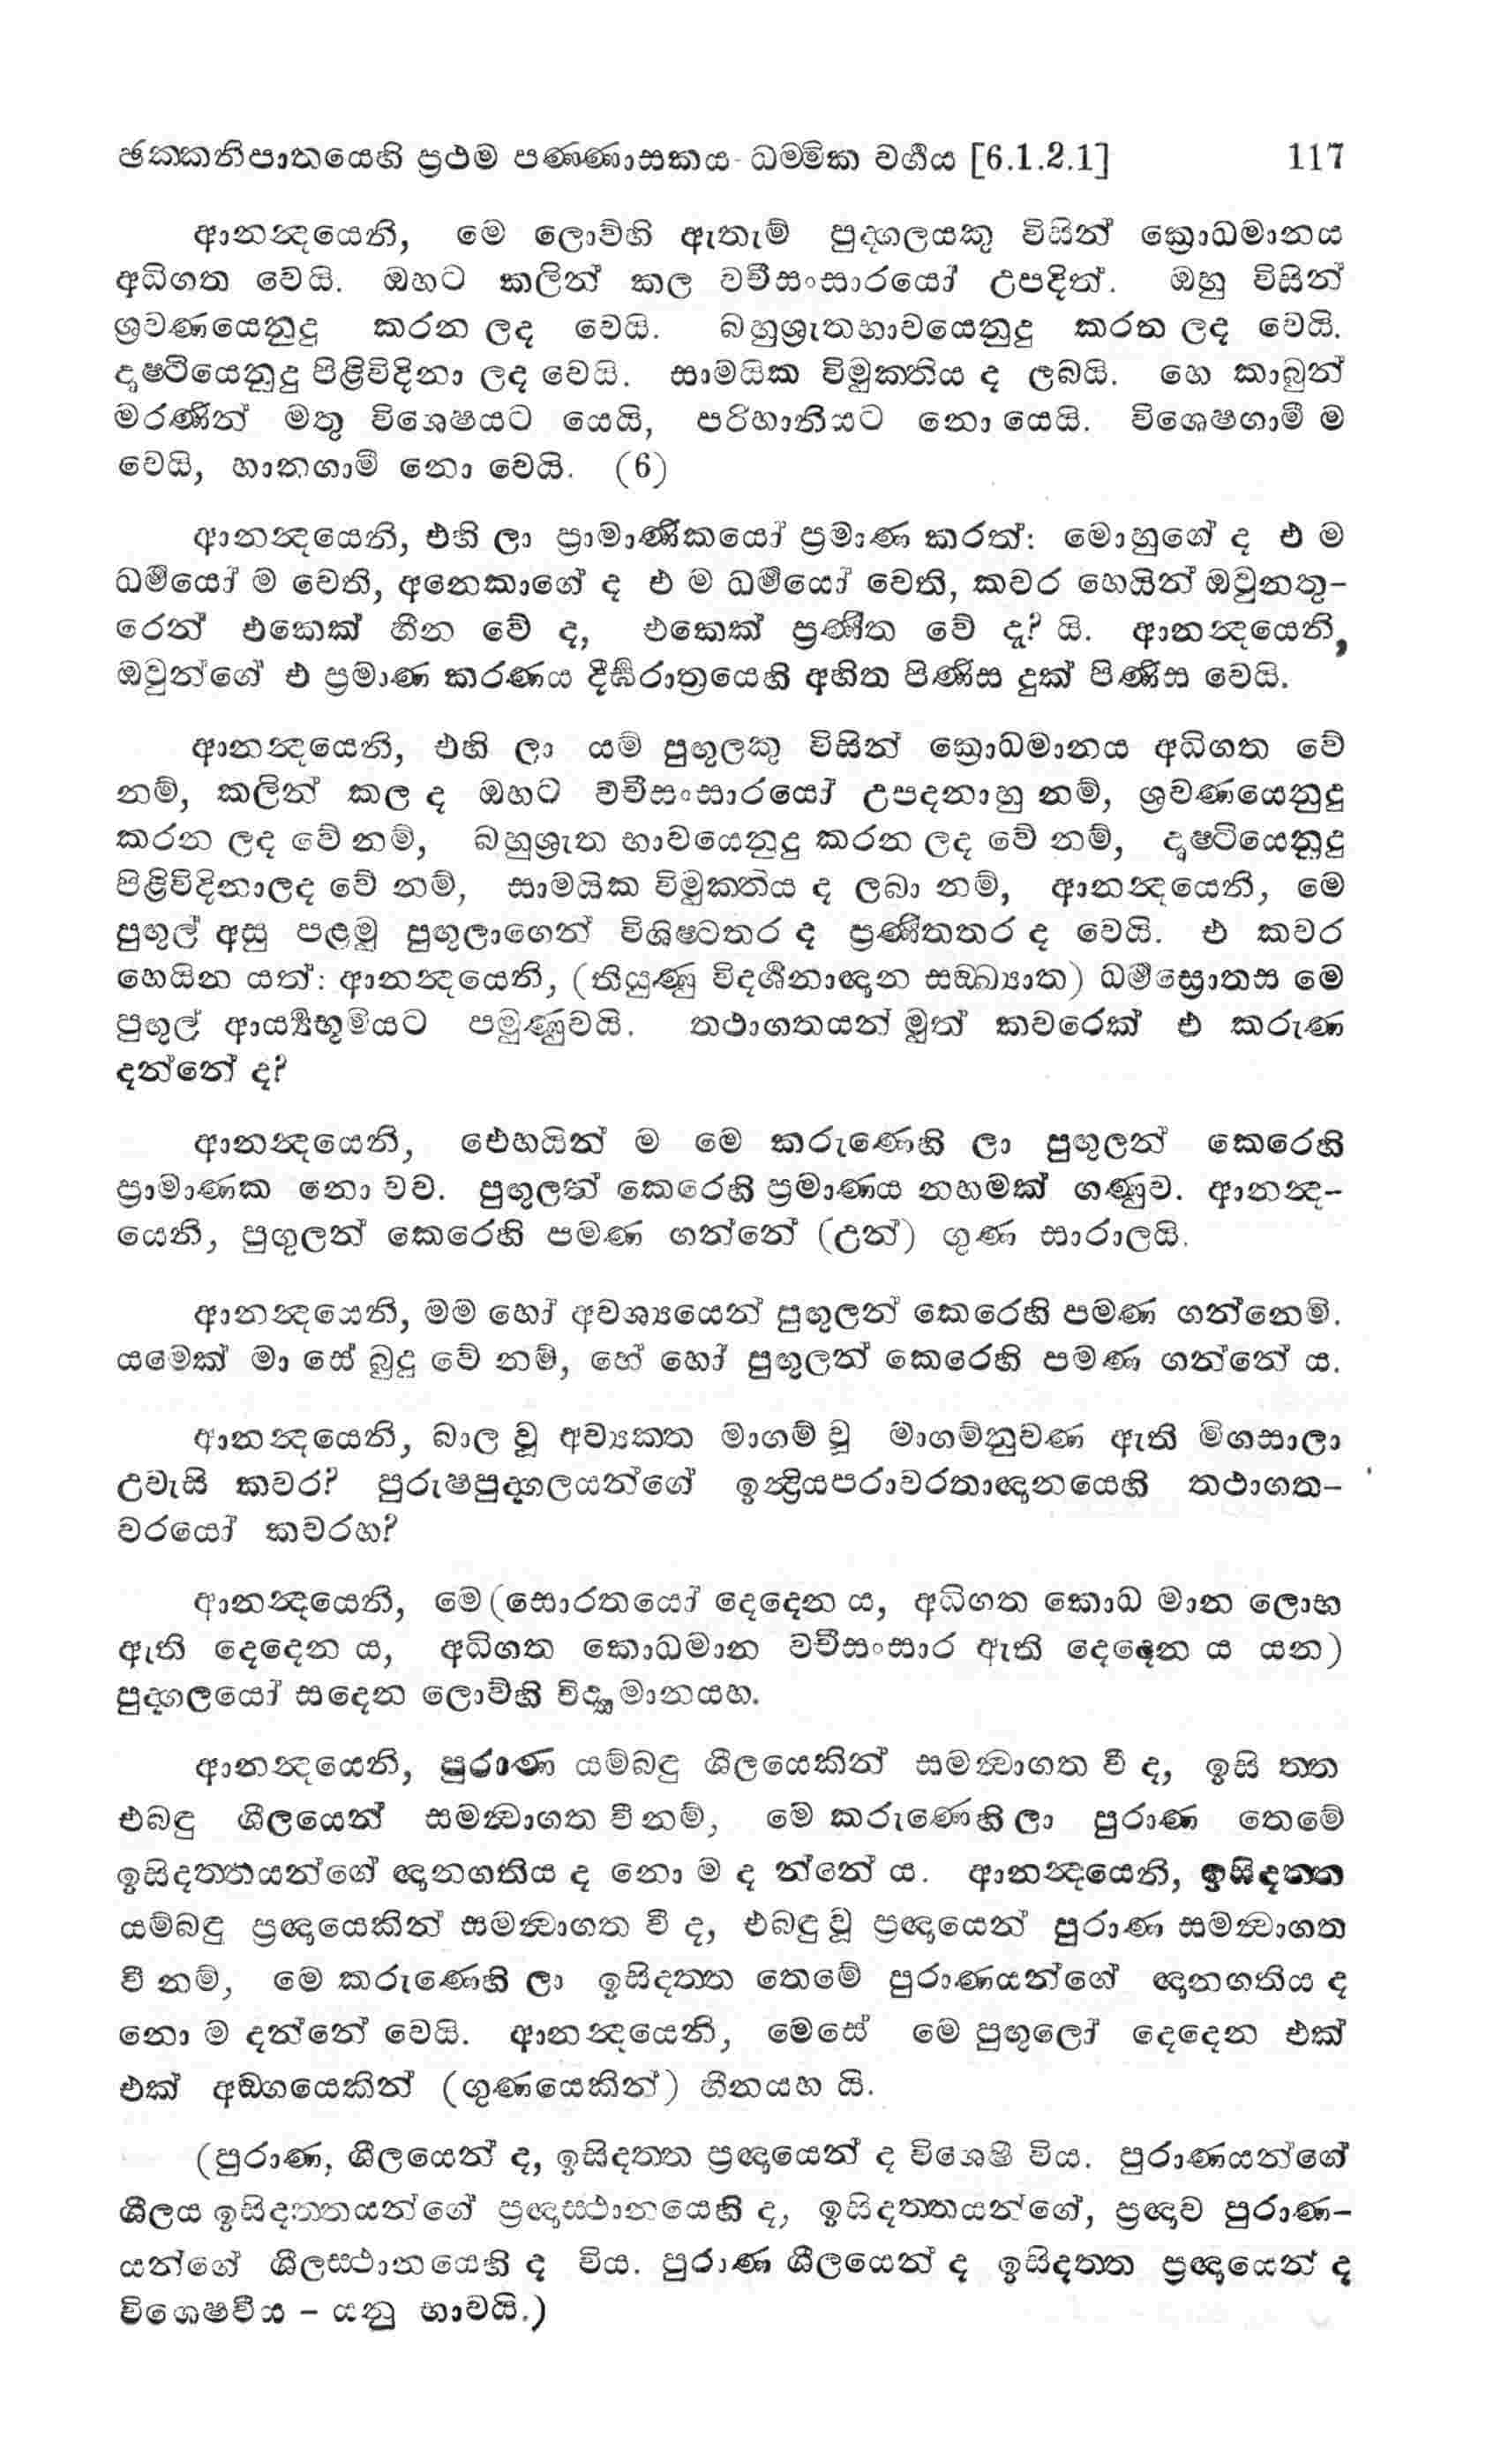 ඡක්කනිපාතයෙහි ප්‍රථම පණ්ණාසකය - ධම්මික වර්ගය [6.1.2.1] 117
ආනන්‍දයෙනි, මෙ ලොව්හි ඇතැම් පුද්ගලයකු විසින් ක්‍රොධමානය
අධිගත වෙයි. ඔහට කලින් කල වචීසංසාරයෝ උපදිත්. ඔහු විසින්
ශ්‍රවණයෙනුදු කරන ලද වෙයි. බහුශ්‍රැතභාවයෙනුදු කරන ලද වෙයි.
දෘෂ්ටියෙනුදු පිළිවිදිනා ලද වෙයි. සාමයික විමුක්තිය ද ලබයි. හෙ කාබුන්
මරණින් මතු විශෙෂයට යෙයි, පරිහානියට නො යෙයි. විශෙෂගාමී ම
වෙයි, හානගාමී නො වෙයි. (6)
ආනන්‍දයෙනි, එහි ලා ප්‍රාමාණිකයෝ ප්‍රමාණ කරත්: මොහුගේ ද එ ම
ධර්මයෝ ම වෙති, අනෙකාගේ ද එ ම ධර්මයෝ වෙති, කවර හෙයින් ඔවුනතු-
රෙන් එකෙක් හීන වේ ද, එකෙක් ප්‍රණීත වේ දැ? යි. ආනන්‍දයෙනි,
ඔවුන්ගේ එ ප්‍රමාණ කරණය දීර්ඝරාත්‍රයෙහි අහිත පිණිස දුක් පිණිස වෙයි.
ආනන්‍දයෙනි, එහි ලා යම් පුඟුලකු විසින් ක්‍රොධමානය අධිගත වේ
නම්, කලින් කල ද ඔහට වචීසංසාරයෝ උපදනාහු නම්, ශ්‍රවණයෙනුදු
කරන ලද වේ නම්, බහුශ්‍රැත භාවයෙනුදු කරන ලද වේ නම්, දෘෂ්ටියෙනුදු
පිළිවිදිනාලද වේ නම්, සාමයික විමුක්තිය ද ලබා නම්, ආනන්‍දයෙනි, මෙ
පුඟුල් අසු පළමු පුඟුලාගෙන් විශිෂ්ටතර ද ප්‍රණීතතර ද වෙයි. එ කවර
හෙයින යත්: ආනන්‍දයෙනි, (තියුණු විදර්ශනාඥාන සඞ්ඛ්‍යාත) ධර්මස්‍රොතස මෙ
පුඟුල් ආර්‍ය්‍යභූමියට පමුණුවයි. තථාගතයන් මුත් කවරෙක් එ කරුණ
දන්නේ ද?
ආනන්‍දයෙනි, එහෙයින් ම මෙ කරුණෙහි ලා පුඟුලන් කෙරෙහි
ප්‍රාමාණක නො වව. පුඟුලන් කෙරෙහි ප්‍රමාණය නහමක් ගණුව. ආනන්‍ද-
යෙනි, පුගුලන් කෙරෙහි පමණ ගන්නේ (උන්) ගුණ සාරාලයි.
ආනන්‍දයෙනි, මම හෝ අවශ්‍යයෙන් පුඟුලන් කෙරෙහි පමණ ගන්නෙමි.
යමෙක් මා සේ බුදු වේ නම්, හේ හෝ පුඟුලන් කෙරෙහි පමණ ගන්නේ ය.
ආනන්‍දයෙනි, බාල වූ අව්‍යක්ත මාගම් වූ මාගම්නුවණ ඇති මිගසාලා
උවැසි කවර? පුරුෂපුද්ගලයන්ගේ ඉන්‍ද්‍රියපරාවරතාඥානයෙහි තථාගත-
වරයෝ කවරහ?
ආනන්‍දයෙනි, මෙ (සොරතයෝ දෙදෙන ය, අධිගත කොධ මාන ලොභ
ඇති දෙදෙන ය, අධිගත කොධමාන වචීසංසාර ඇති දෙදෙන ය යන)
පුද්ගලයෝ සදෙන ලොව්හි විද්‍යමානයහ.
ආනන්‍දයෙනි, පුරාණ යම්බඳු ශීලයෙකින් සමන්‍වාගත වී ද, ඉසි දත්ත
එබඳු ශීලයෙන් සමන්‍වාගත වී නම්, මෙ කරුණෙහි ලා පුරාණ තෙමේ
ඉසිදත්තයන්ගේ ඥානගතිය ද නො ම ද න්නේ ය. ආනන්‍දයෙනි, ඉසිදත්ත
යම්බඳු ප්‍රඥායෙකින් සමන්‍වාගත වී ද, එබඳු වූ ප්‍රඥායෙන් පුරාණ සමන්‍වාගත
වී නම්, මෙ කරුණෙහි ලා ඉසිදත්ත තෙමේ පුරාණයන්ගේ ඥානගතිය ද
නො ම දන්නේ වෙයි. ආනන්‍දයෙනි, මෙසේ මෙ පුඟුලෝ දෙදෙන එක්
එක් අඞ්ගයෙකින් (ගුණයෙකින්) හීනයහ යි.
(පුරාණ, ශීලයෙන් ද, ඉසිදත්ත ප්‍රඥායෙන් ද විශෙෂී විය. පුරාණයන්ගේ
ශීලය ඉසිදත්තයන්ගේ ප්‍රඥාස්ථානයෙහි ද, ඉසිදත්තයන්ගේ, ප්‍රඥාව පුරාණ-
යන්ගේ ශීලස්ථානයෙහි ද විය. පුරාණ ශීලයෙන් ද ඉසිදත්ත ප්‍රඥායෙන් ද
විශෙෂවීය - යනු භාවයි.)